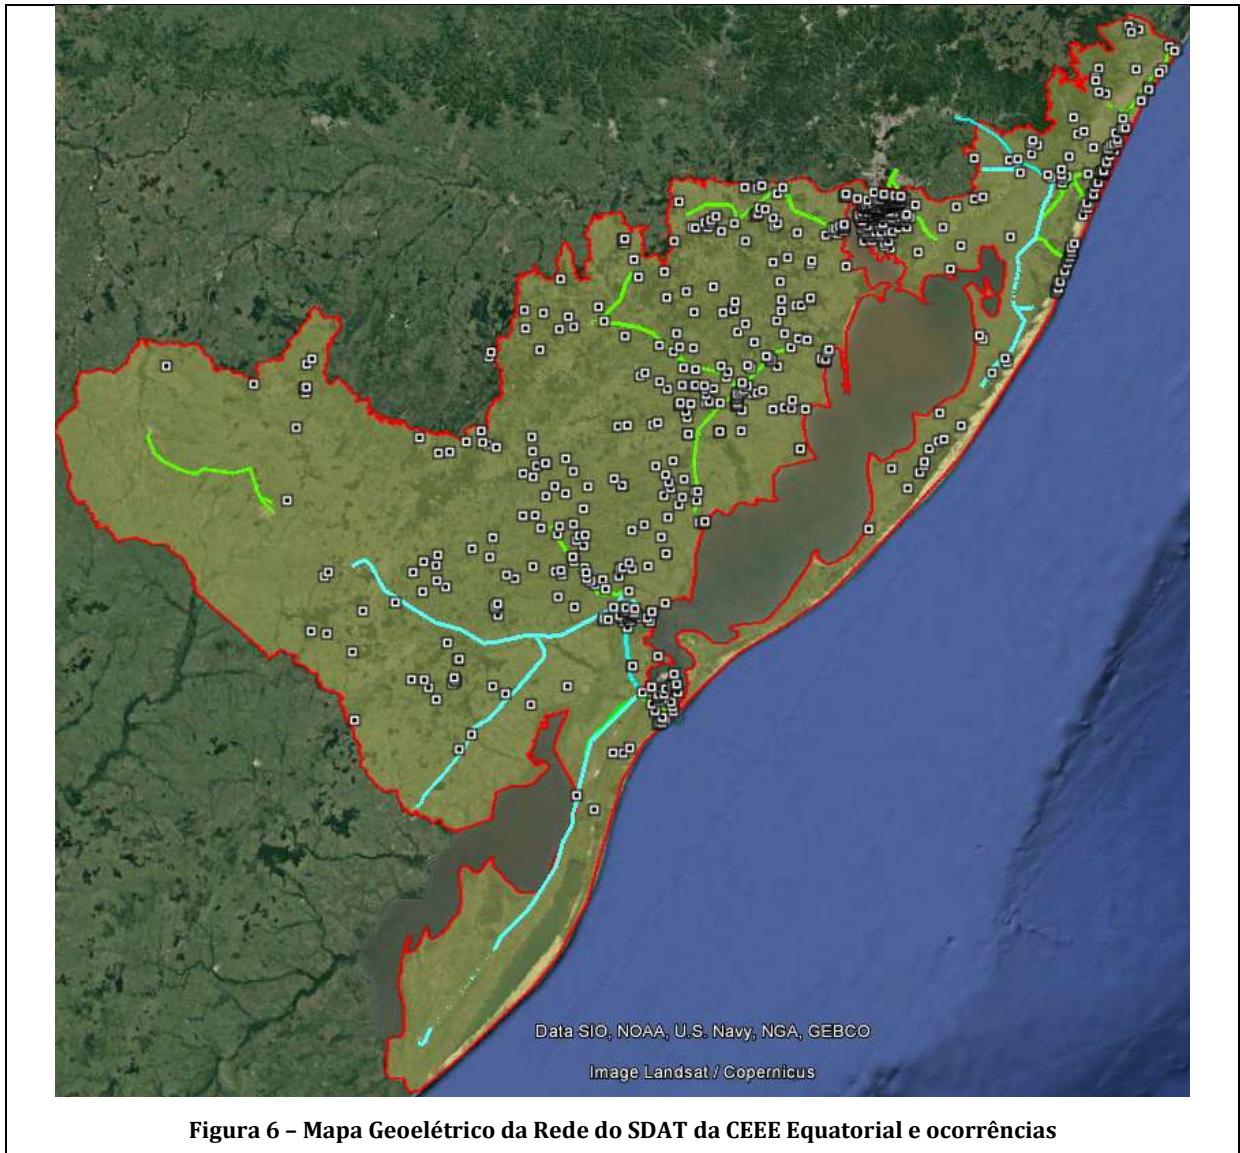 Data SIO, NOAA, U.S. Navy, NGA, GEBCO
Image Landsat / Copernicus
Figura 6 – Mapa Geoelétrico da Rede do SDAT da CEEE Equatorial e ocorrências